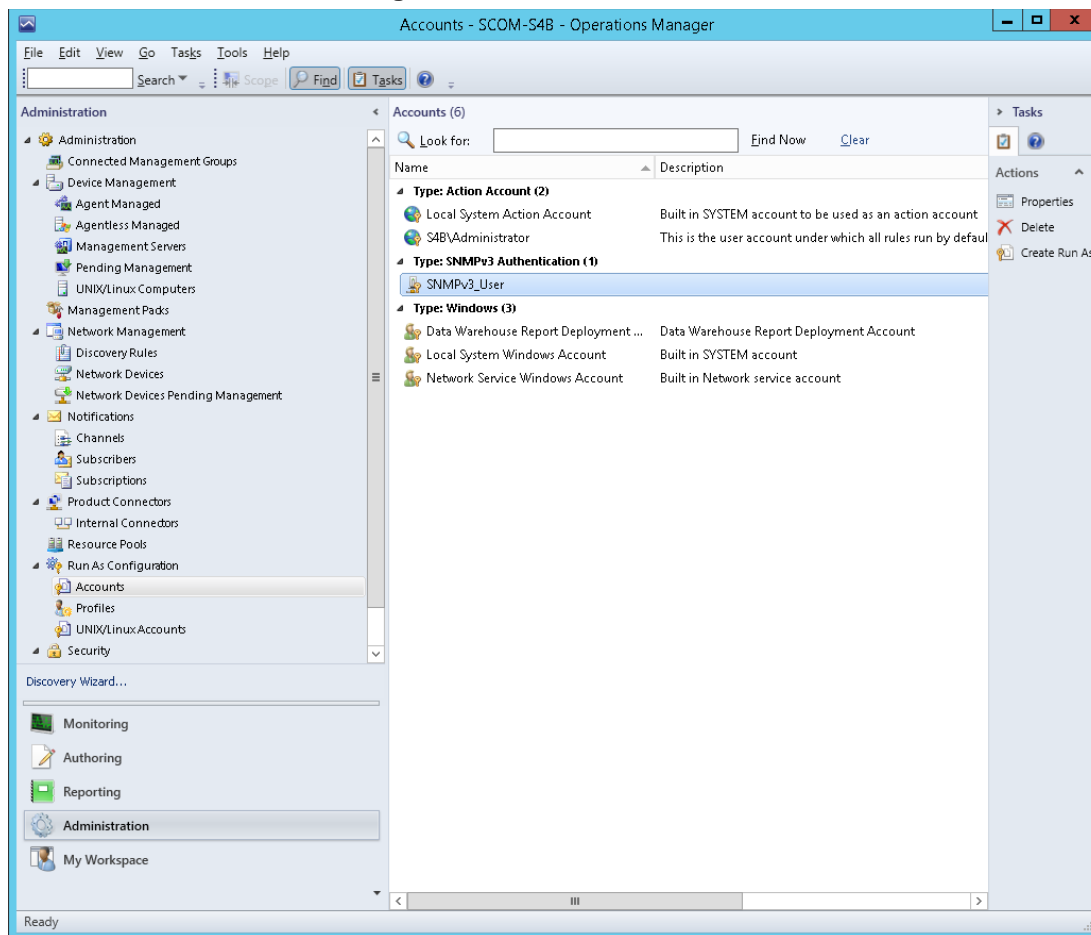 Accounts - SCOM-S4B - Operations Manager
File Edit View Go Tasks Tools Help
Search Scope Find Tasks
Administration
Administration
Connected Management Groups
Device Management
Agent Managed
Agentless Managed
Management Servers
Pending Management
UNIX/Linux Computers
Management Packs
Network Management
Discovery Rules
Network Devices
Network Devices Pending Management
Notifications
Channels
Subscribers
Subscriptions
Product Connectors
Internal Connectors
Resource Pools
Run As Configuration
Accounts
Profiles
UNIX/Linux Accounts
Security
Discovery Wizard...
Monitoring
Authoring
Reporting
Administration
My Workspace
Accounts (6)
Look for: Find Now Clear
Name Description
Type: Action Account (2)
Local System Action Account Built in SYSTEM account to be used as an action account
S4B\Administrator This is the user account under which all rules run by defaul
Type: SNMPv3 Authentication (1)
SNMPv3_User
Type: Windows (3)
Data Warehouse Report Deployment ... Data Warehouse Report Deployment Account
Local System Windows Account Built in SYSTEM account
Network Service Windows Account Built in Network service account
Tasks
Actions
Properties
Delete
Create Run As
Ready